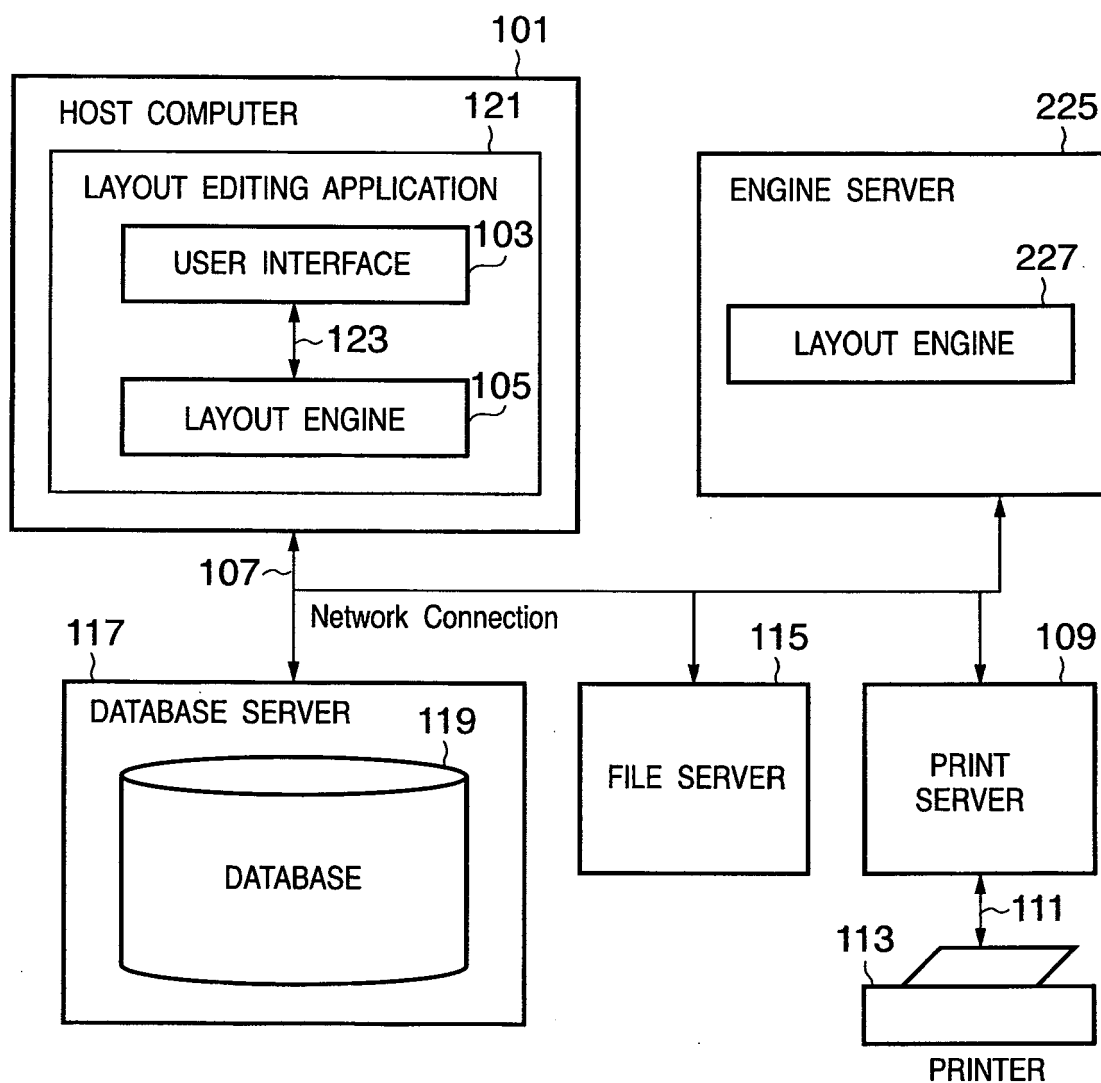 101
HOST COMPUTER
121
LAYOUT EDITING APPLICATION
103
USER INTERFACE
123
105
LAYOUT ENGINE
225
ENGINE SERVER
227
LAYOUT ENGINE
107
Network Connection
117
DATABASE SERVER
119
DATABASE
115
FILE SERVER
109
PRINT
SERVER
111
113
PRINTER